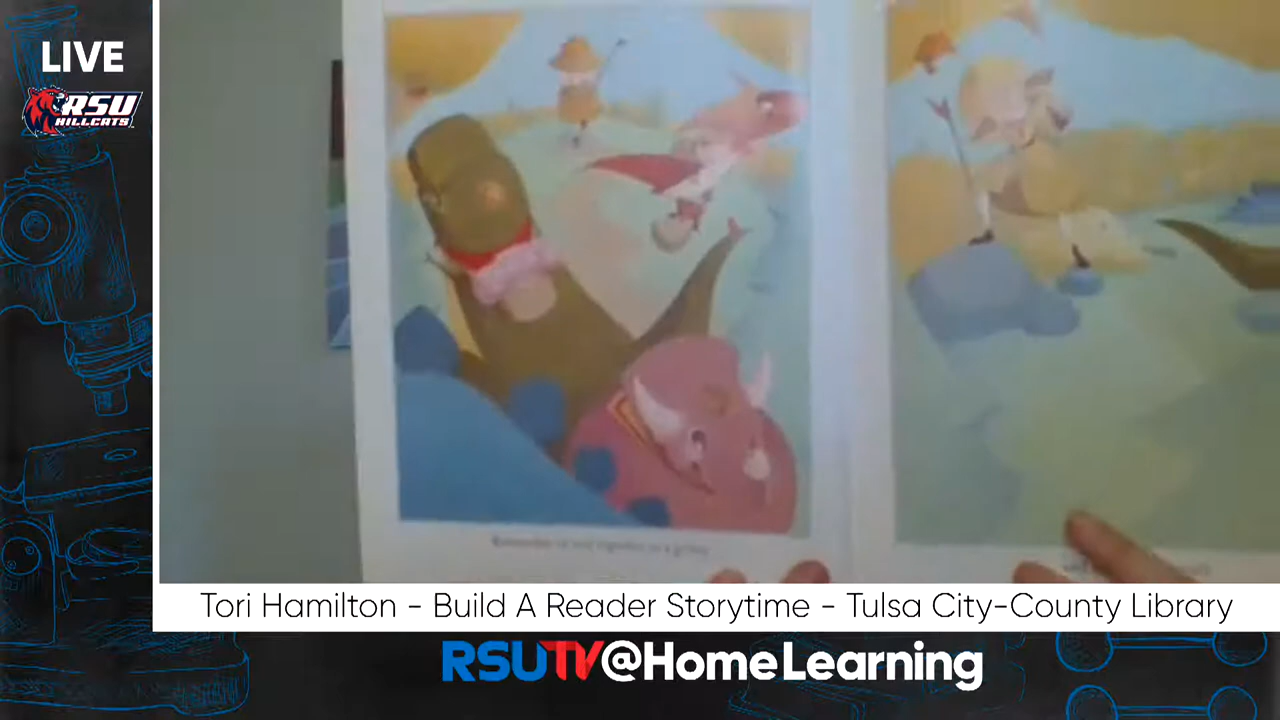 LIVE
RSU
HILLCATS
Tori Hamilton - Build A Reader Storytime - Tulsa City-County Library
RSUTV@HomeLearning